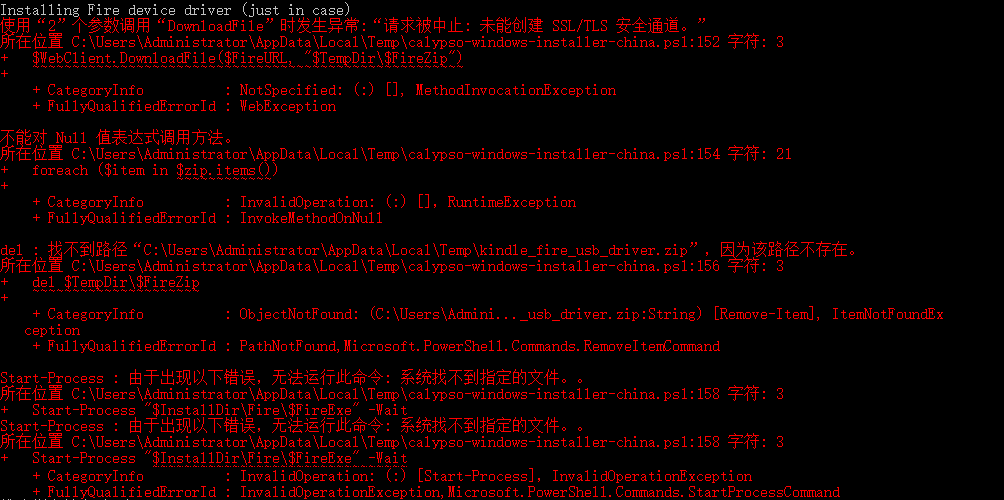 Installing Fire device driver (just in case)
使用“2”个参数调用“DownloadFile”时发生异常:“请求被中止: 未能创建 SSL/TLS 安全通道。”
所在位置 C:\Users\Administrator\AppData\Local\Temp\calypso-windows-installer-china.ps1:152 字符: 3
+   $WebClient.DownloadFile($FireURL, "$TempDir\$FireZip")
+
    + CategoryInfo          : NotSpecified: (:) [], MethodInvocationException
    + FullyQualifiedErrorId : WebException
不能对 Null 值表达式调用方法。
所在位置 C:\Users\Administrator\AppData\Local\Temp\calypso-windows-installer-china.ps1:154 字符: 21
+   foreach ($item in $zip.items())
+
    + CategoryInfo          : InvalidOperation: (:) [], RuntimeException
    + FullyQualifiedErrorId : InvokeMethodOnNull
del : 找不到路径“C:\Users\Administrator\AppData\Local\Temp\kindle_fire_usb_driver.zip”,因为该路径不存在。
所在位置 C:\Users\Administrator\AppData\Local\Temp\calypso-windows-installer-china.ps1:156 字符: 3
+   del $TempDir\$FireZip
+
    + CategoryInfo          : ObjectNotFound: (C:\Users\Admini..._usb_driver.zip:String) [Remove-Item], ItemNotFoundEx
   ception
    + FullyQualifiedErrorId : PathNotFound,Microsoft.PowerShell.Commands.RemoveItemCommand
Start-Process : 由于出现以下错误,无法运行此命令: 系统找不到指定的文件。。
所在位置 C:\Users\Administrator\AppData\Local\Temp\calypso-windows-installer-china.ps1:158 字符: 3
+   Start-Process "$InstallDir\Fire\$FireExe" -Wait
Start-Process : 由于出现以下错误,无法运行此命令: 系统找不到指定的文件。。
所在位置 C:\Users\Administrator\AppData\Local\Temp\calypso-windows-installer-china.ps1:158 字符: 3
+   Start-Process "$InstallDir\Fire\$FireExe" -Wait
    + CategoryInfo          : InvalidOperation: (:) [Start-Process], InvalidOperationException
    + FullyQualifiedErrorId : InvalidOperationException,Microsoft.PowerShell.Commands.StartProcessCommand